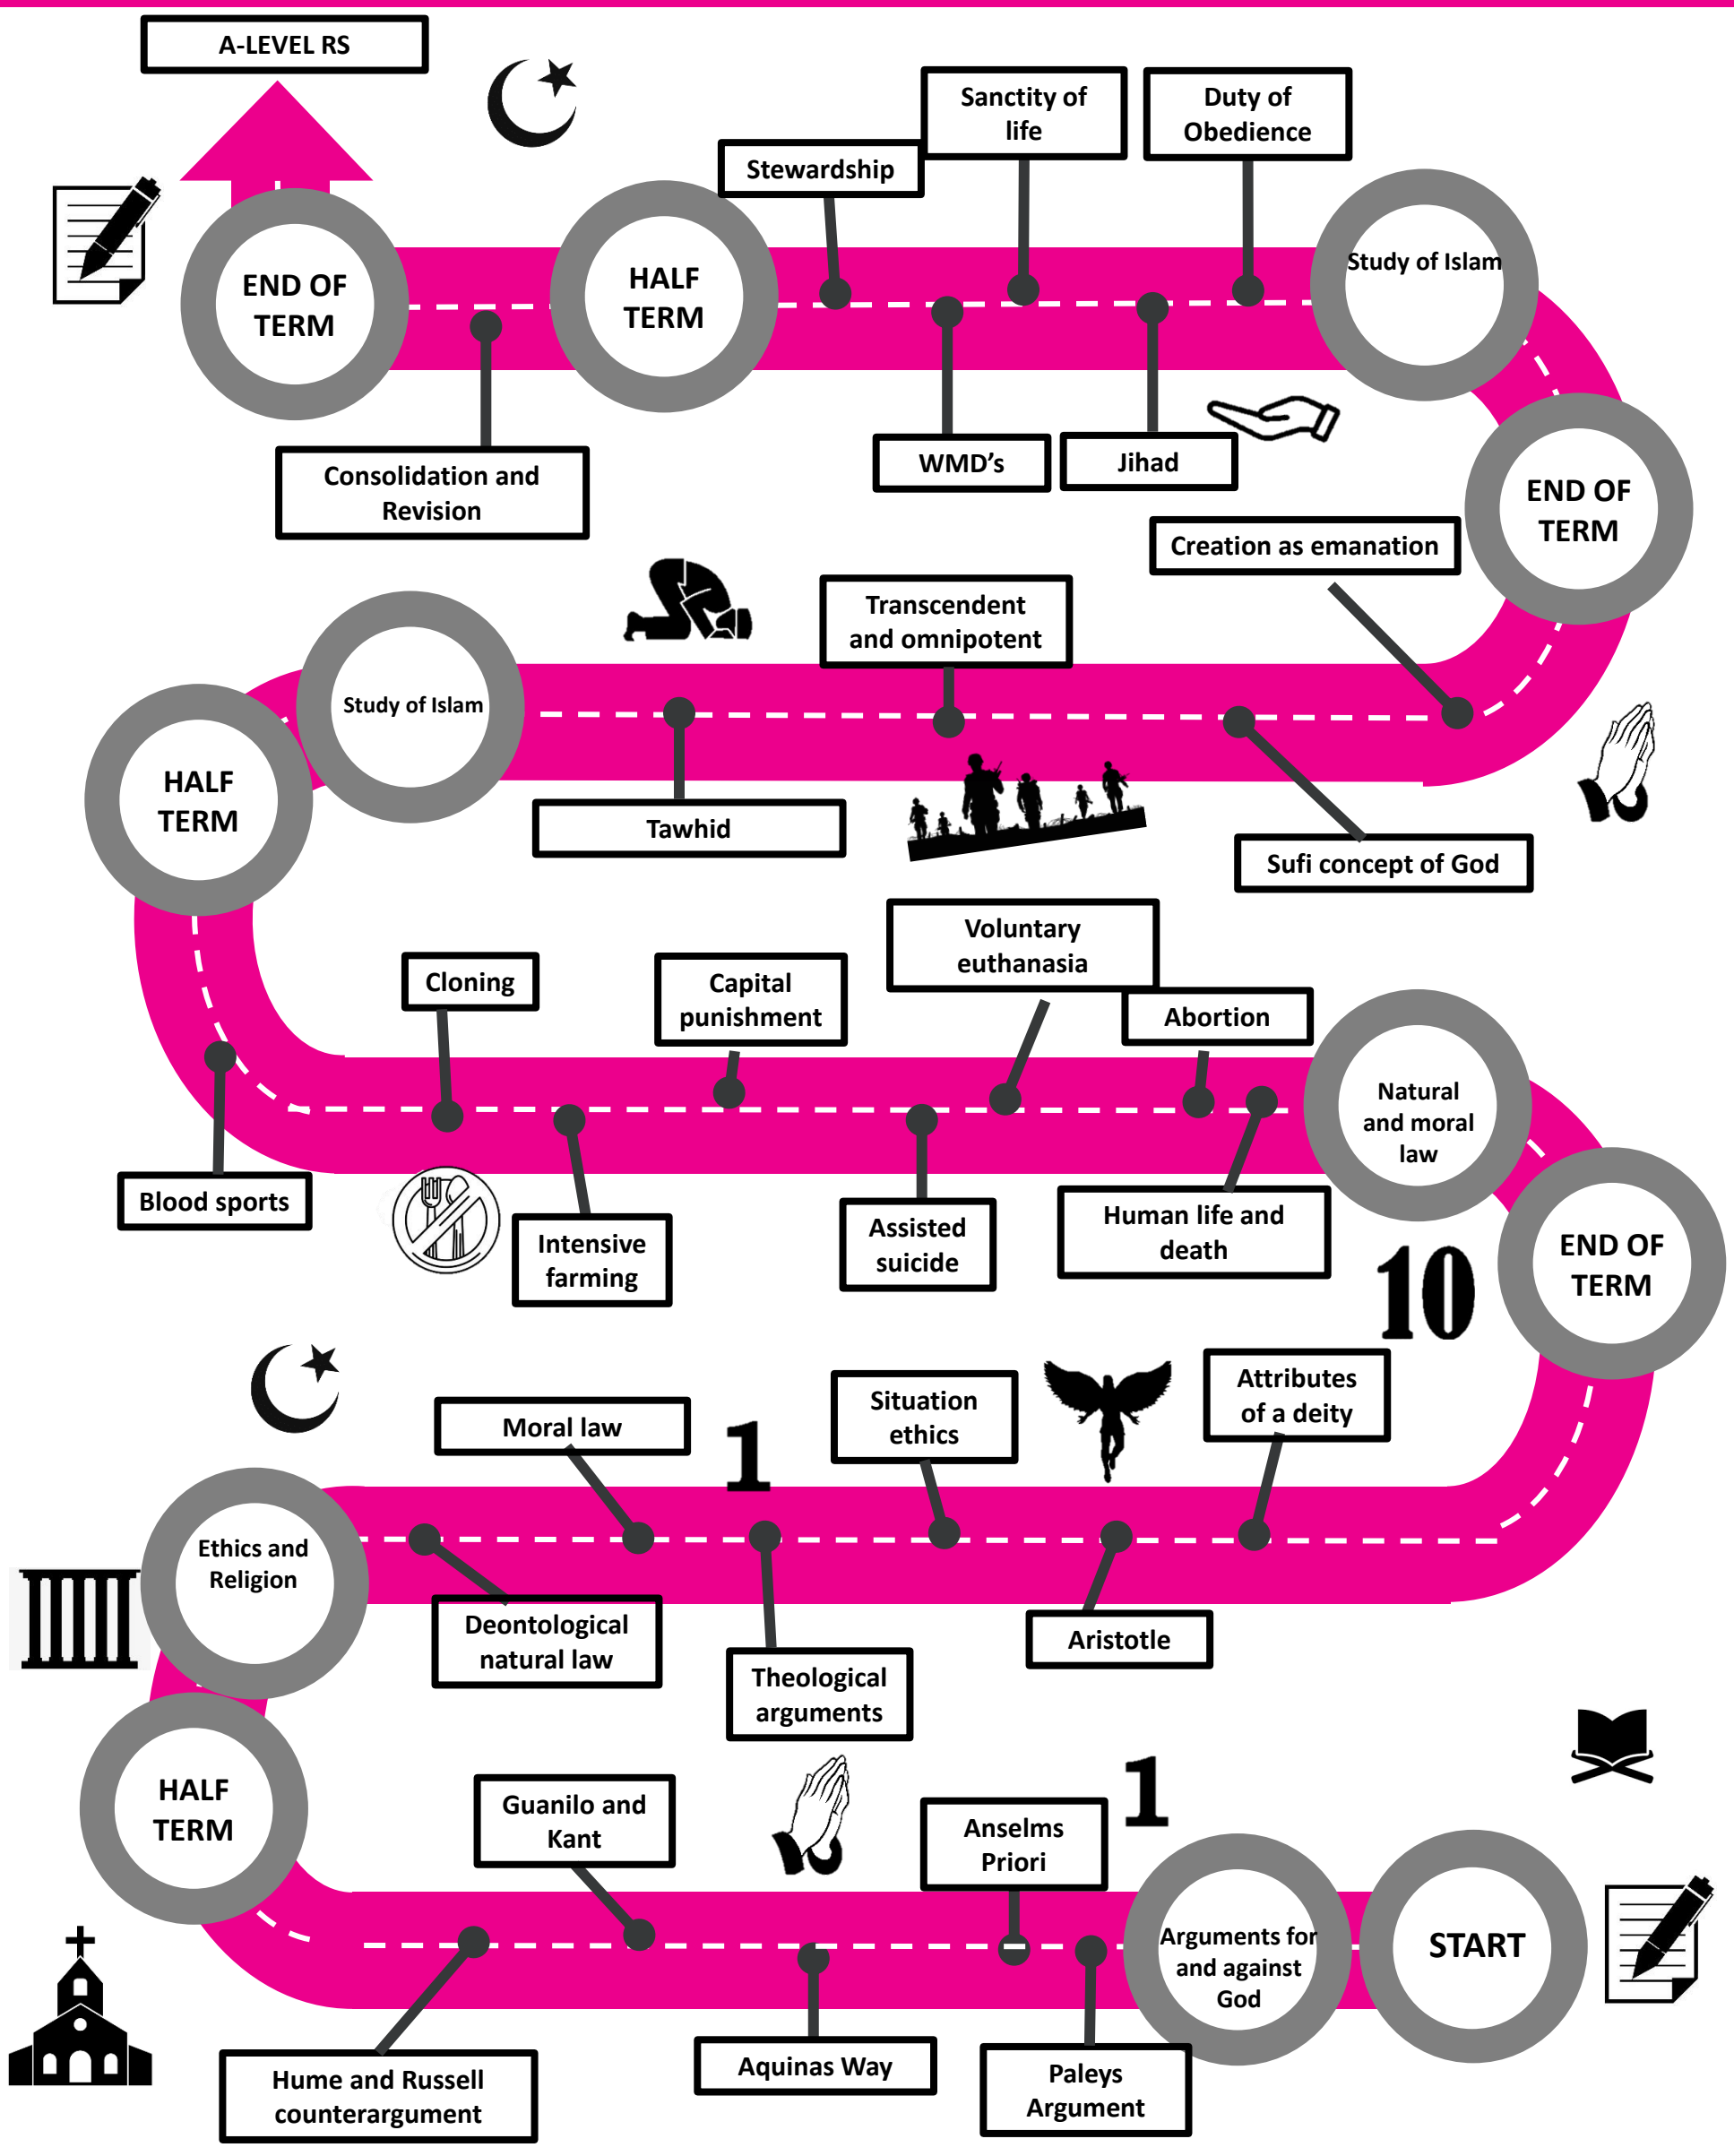 A-LEVEL RS
Sanctity of
life
Duty of
Obedience
Stewardship
END OF
TERM
HALF
TERM
Study of Islam
Consolidation and
Revision
WMD's
Jihad
END OF
TERM
Creation as emanation
Transcendent
and omnipotent
Study of Islam
HALF
TERM
Tawhid
Sufi concept of God
Voluntary
euthanasia
Cloning
Capital
punishment
Abortion
Natural
and moral
law
Blood sports
Intensive
farming
Assisted
suicide
Human life and
death
END OF
TERM
10
Attributes
of a deity
Situation
ethics
Moral law
1
Ethics and
Religion
Deontological
natural law
Theological
arguments
Aristotle
HALF
TERM
Guanilo and
Kant
1
Anselms
Priori
Arguments for
and against
God
START
Hume and Russell
counterargument
Aquinas Way
Paleys
Argument